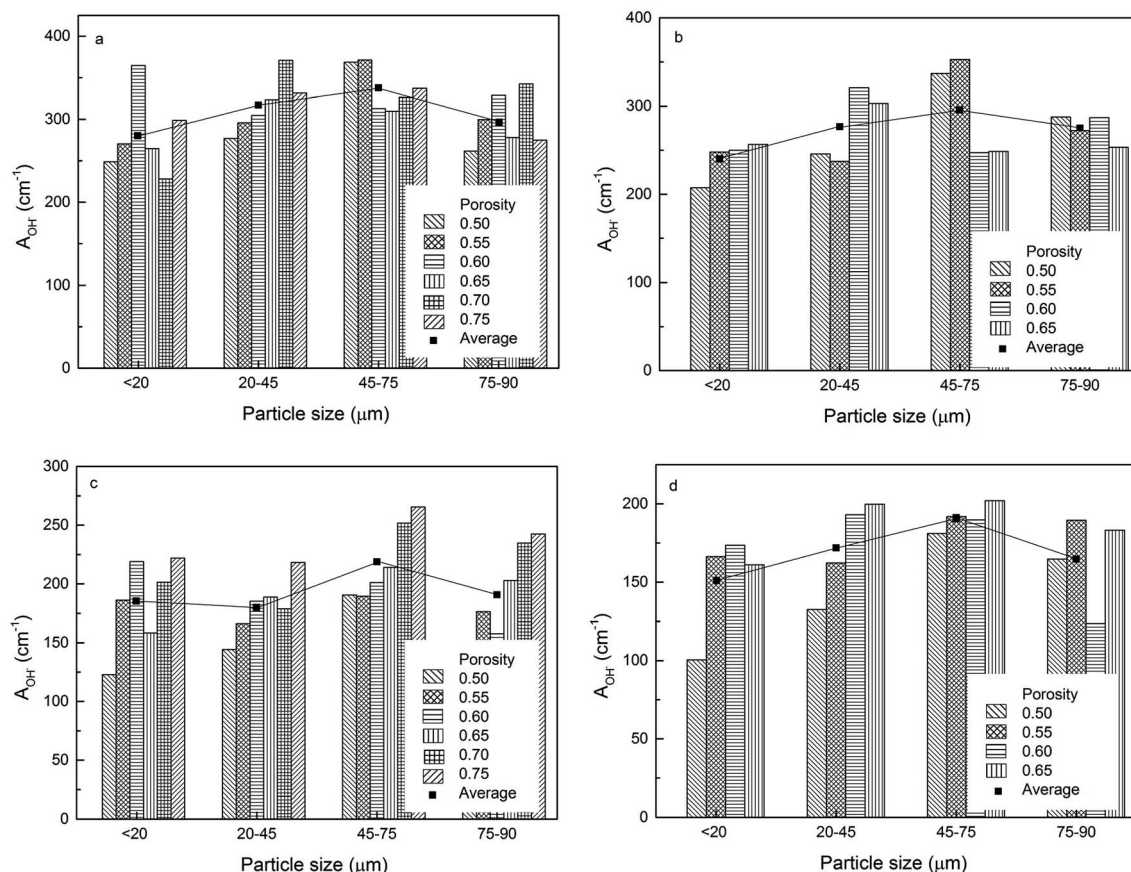 a
400
300
200
100
0
A_OH⁻ (cm⁻¹)
Porosity
0.50
0.55
0.60
0.65
0.70
0.75
Average
<20 20-45 45-75 75-90
Particle size (μm)
b
400
300
200
100
0
A_OH⁻ (cm⁻¹)
Porosity
0.50
0.55
0.60
0.65
Average
<20 20-45 45-75 75-90
Particle size (μm)
c
300
250
200
150
100
50
0
A_OH⁻ (cm⁻¹)
Porosity
0.50
0.55
0.60
0.65
0.70
0.75
Average
<20 20-45 45-75 75-90
Particle size (μm)
d
200
150
100
50
0
A_OH⁻ (cm⁻¹)
Porosity
0.50
0.55
0.60
0.65
Average
<20 20-45 45-75 75-90
Particle size (μm)